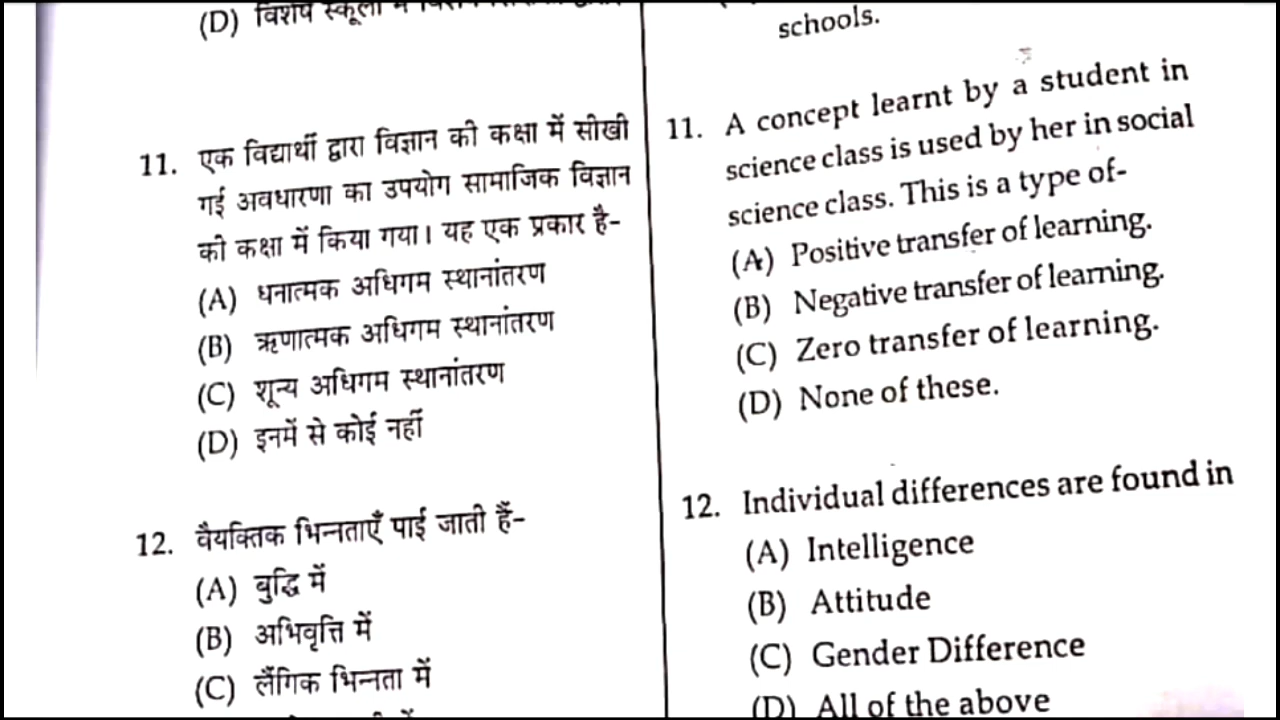 (D) विशेष स्कूलों में
11. एक विद्यार्थी द्वारा विज्ञान की कक्षा में सीखी
गई अवधारणा का उपयोग सामाजिक विज्ञान
की कक्षा में किया गया। यह एक प्रकार है-
(A) धनात्मक अधिगम स्थानांतरण
(B) ऋणात्मक अधिगम स्थानांतरण
(C) शून्य अधिगम स्थानांतरण
(D) इनमें से कोई नहीं
12. वैयक्तिक भिन्नताएँ पाई जाती हैं-
(A) बुद्धि में
(B) अभिवृत्ति में
(C) लैंगिक भिन्नता में
schools.
11. A concept learnt by a student in
science class is used by her in social
science class. This is a type of-
(A) Positive transfer of learning.
(B) Negative transfer of learning.
(C) Zero transfer of learning.
(D) None of these.
12. Individual differences are found in
(A) Intelligence
(B) Attitude
(C) Gender Difference
(D) All of the above